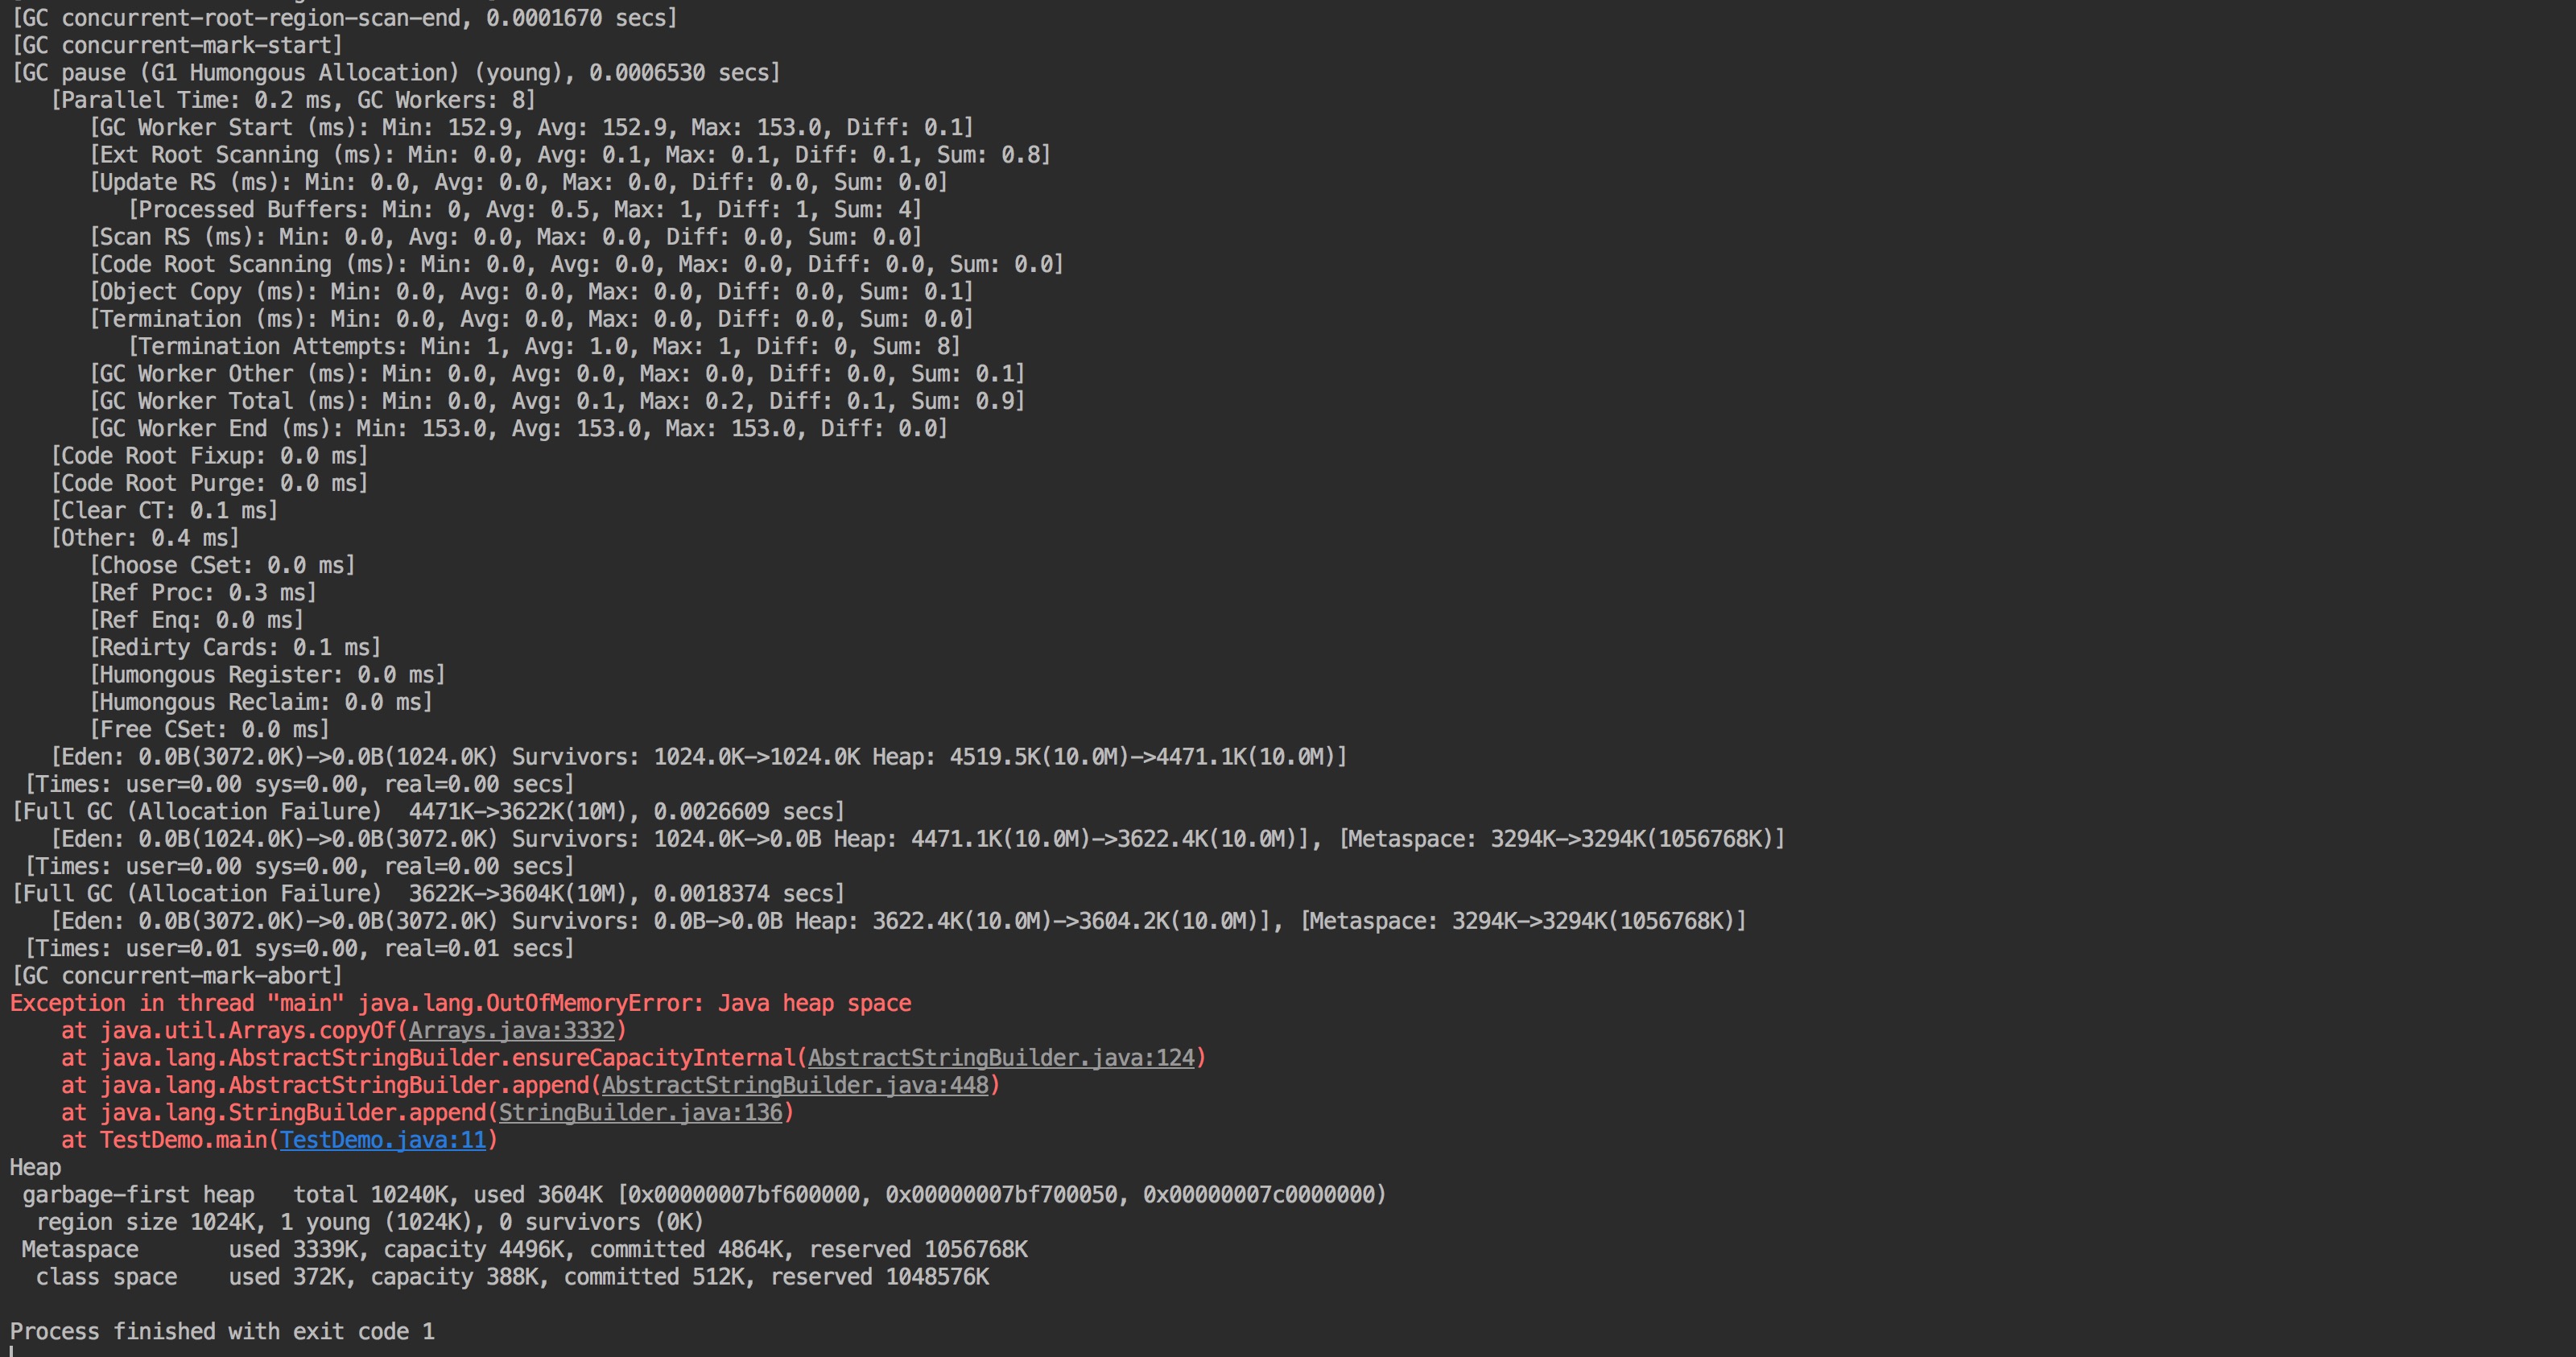 [GC concurrent-root-region-scan-end, 0.0001670 secs]
[GC concurrent-mark-start]
[GC pause (G1 Humongous Allocation) (young), 0.0006530 secs]
   [Parallel Time: 0.2 ms, GC Workers: 8]
      [GC Worker Start (ms): Min: 152.9, Avg: 152.9, Max: 153.0, Diff: 0.1]
      [Ext Root Scanning (ms): Min: 0.0, Avg: 0.1, Max: 0.1, Diff: 0.1, Sum: 0.8]
      [Update RS (ms): Min: 0.0, Avg: 0.0, Max: 0.0, Diff: 0.0, Sum: 0.0]
         [Processed Buffers: Min: 0, Avg: 0.5, Max: 1, Diff: 1, Sum: 4]
      [Scan RS (ms): Min: 0.0, Avg: 0.0, Max: 0.0, Diff: 0.0, Sum: 0.0]
      [Code Root Scanning (ms): Min: 0.0, Avg: 0.0, Max: 0.0, Diff: 0.0, Sum: 0.0]
      [Object Copy (ms): Min: 0.0, Avg: 0.0, Max: 0.0, Diff: 0.0, Sum: 0.1]
      [Termination (ms): Min: 0.0, Avg: 0.0, Max: 0.0, Diff: 0.0, Sum: 0.0]
         [Termination Attempts: Min: 1, Avg: 1.0, Max: 1, Diff: 0, Sum: 8]
      [GC Worker Other (ms): Min: 0.0, Avg: 0.0, Max: 0.0, Diff: 0.0, Sum: 0.1]
      [GC Worker Total (ms): Min: 0.0, Avg: 0.1, Max: 0.2, Diff: 0.1, Sum: 0.9]
      [GC Worker End (ms): Min: 153.0, Avg: 153.0, Max: 153.0, Diff: 0.0]
   [Code Root Fixup: 0.0 ms]
   [Code Root Purge: 0.0 ms]
   [Clear CT: 0.1 ms]
   [Other: 0.4 ms]
      [Choose CSet: 0.0 ms]
      [Ref Proc: 0.3 ms]
      [Ref Enq: 0.0 ms]
      [Redirty Cards: 0.1 ms]
      [Humongous Register: 0.0 ms]
      [Humongous Reclaim: 0.0 ms]
      [Free CSet: 0.0 ms]
   [Eden: 0.0B(3072.0K)->0.0B(1024.0K) Survivors: 1024.0K->1024.0K Heap: 4519.5K(10.0M)->4471.1K(10.0M)]
 [Times: user=0.00 sys=0.00, real=0.00 secs]
[Full GC (Allocation Failure)  4471K->3622K(10M), 0.0026609 secs]
   [Eden: 0.0B(1024.0K)->0.0B(3072.0K) Survivors: 1024.0K->0.0B Heap: 4471.1K(10.0M)->3622.4K(10.0M)], [Metaspace: 3294K->3294K(1056768K)]
 [Times: user=0.00 sys=0.00, real=0.00 secs]
[Full GC (Allocation Failure)  3622K->3604K(10M), 0.0018374 secs]
   [Eden: 0.0B(3072.0K)->0.0B(3072.0K) Survivors: 0.0B->0.0B Heap: 3622.4K(10.0M)->3604.2K(10.0M)], [Metaspace: 3294K->3294K(1056768K)]
 [Times: user=0.01 sys=0.00, real=0.01 secs]
[GC concurrent-mark-abort]
Exception in thread "main" java.lang.OutOfMemoryError: Java heap space
    at java.util.Arrays.copyOf(Arrays.java:3332)
    at java.lang.AbstractStringBuilder.ensureCapacityInternal(AbstractStringBuilder.java:124)
    at java.lang.AbstractStringBuilder.append(AbstractStringBuilder.java:448)
    at java.lang.StringBuilder.append(StringBuilder.java:136)
    at TestDemo.main(TestDemo.java:11)
Heap
 garbage-first heap   total 10240K, used 3604K [0x00000007bf600000, 0x00000007bf700050, 0x00000007c0000000)
  region size 1024K, 1 young (1024K), 0 survivors (0K)
 Metaspace       used 3339K, capacity 4496K, committed 4864K, reserved 1056768K
  class space    used 372K, capacity 388K, committed 512K, reserved 1048576K
Process finished with exit code 1